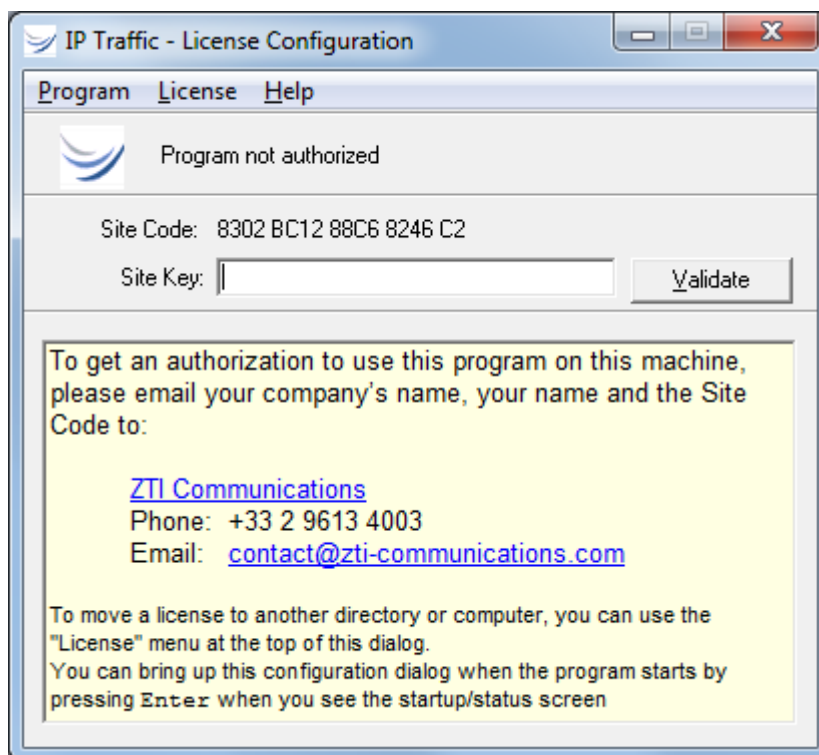 IP Traffic - License Configuration
Program License Help
Program not authorized
Site Code: 8302 BC12 88C6 8246 C2
Site Key:
Validate
To get an authorization to use this program on this machine,
please email your company's name, your name and the Site
Code to:
ZTI Communications
Phone: +33 2 9613 4003
Email: contact@zti-communications.com
To move a license to another directory or computer, you can use the
"License" menu at the top of this dialog.
You can bring up this configuration dialog when the program starts by
pressing Enter when you see the startup/status screen